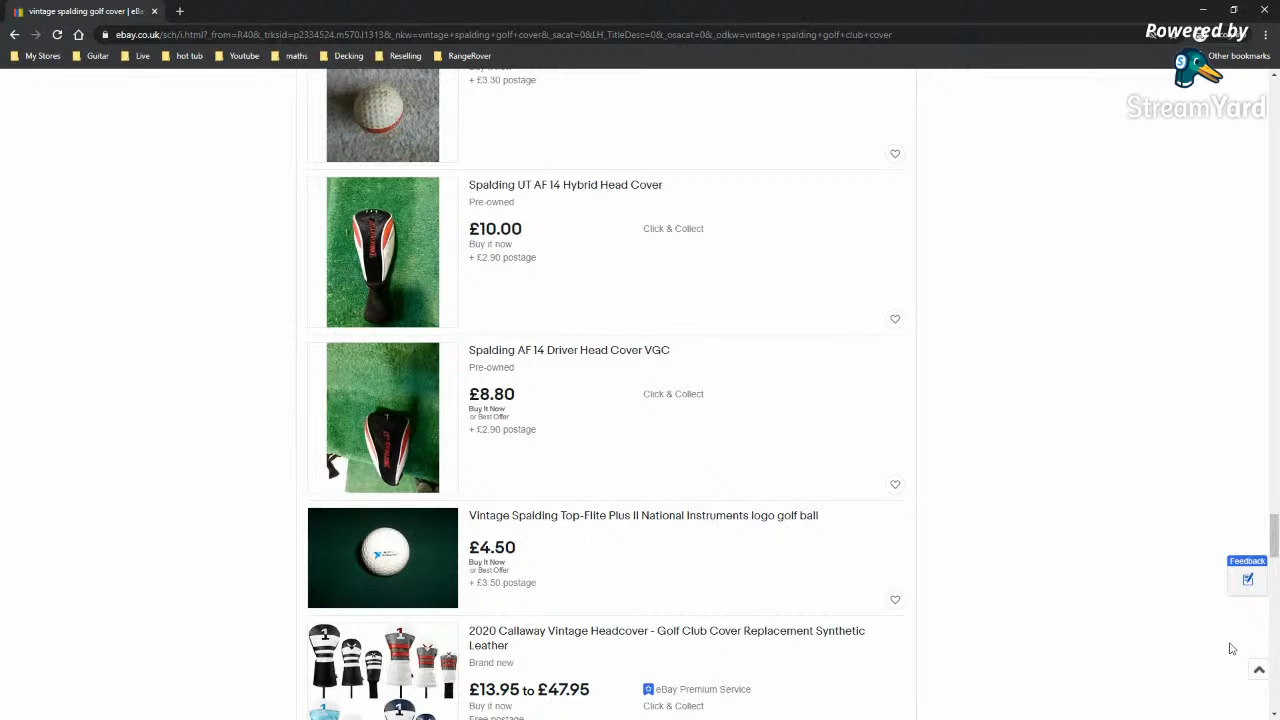 vintage spalding golf cover | eBa
ebay.co.uk/sch/i.html?_from=R40&_trksid=p2334524.m570.l1313&_nkw=vintage+spalding+golf+cover&_sacat=0&LH_TitleDesc=0&_osacat=0&_odkw=vintage+spalding+golf+club+cover
Powered by
My Stores
Guitar
Live
hot tub
Youtube
maths
Decking
Reselling
RangeRover
Other bookmarks
StreamYard
+ £3.30 postage
Spalding UT AF 14 Hybrid Head Cover
Pre-owned
£10.00
Click & Collect
Buy it now
+ £2.90 postage
Spalding AF 14 Driver Head Cover VGC
Pre-owned
£8.80
Click & Collect
Buy It Now
or Best Offer
+ £2.90 postage
Vintage Spalding Top-Flite Plus II National Instruments logo golf ball
£4.50
Buy It Now
or Best Offer
+ £3.50 postage
Feedback
2020 Callaway Vintage Headcover - Golf Club Cover Replacement Synthetic
Leather
Brand new
£13.95 to £47.95
eBay Premium Service
Buy it now
Click & Collect
Free postage